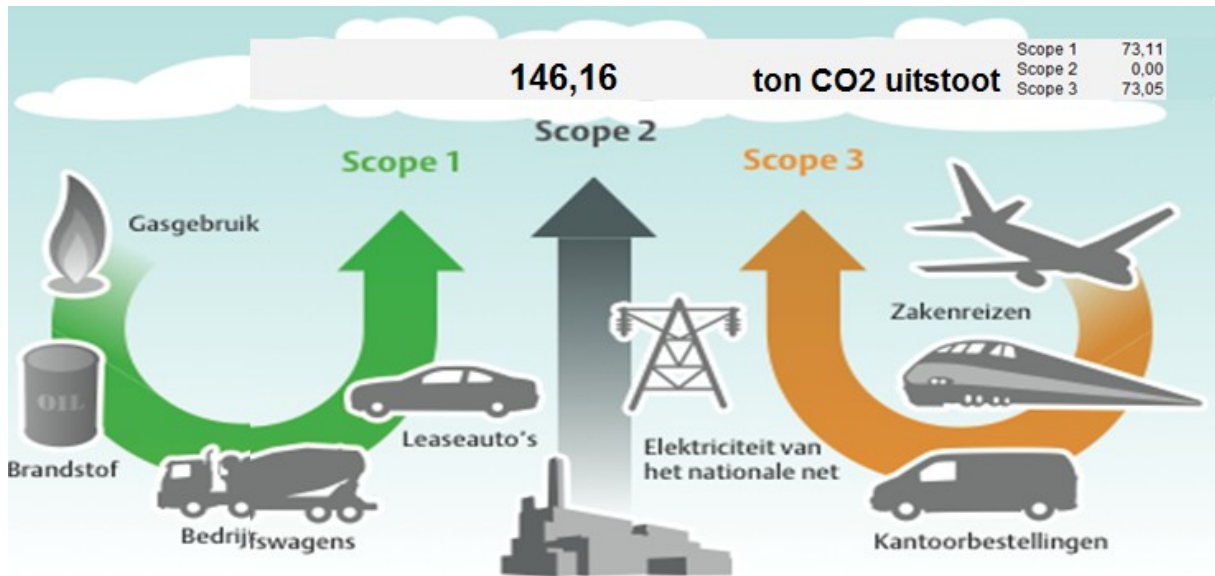 146,16 ton CO2 uitstoot
Scope 1 73,11
Scope 2 0,00
Scope 3 73,05
Scope 1
Scope 2
Scope 3
Gasgebruik
OIL
Brandstof
Bedrijfswagens
Leaseauto's
Elektriciteit van
het nationale net
Zakenreizen
Kantoorbestellingen